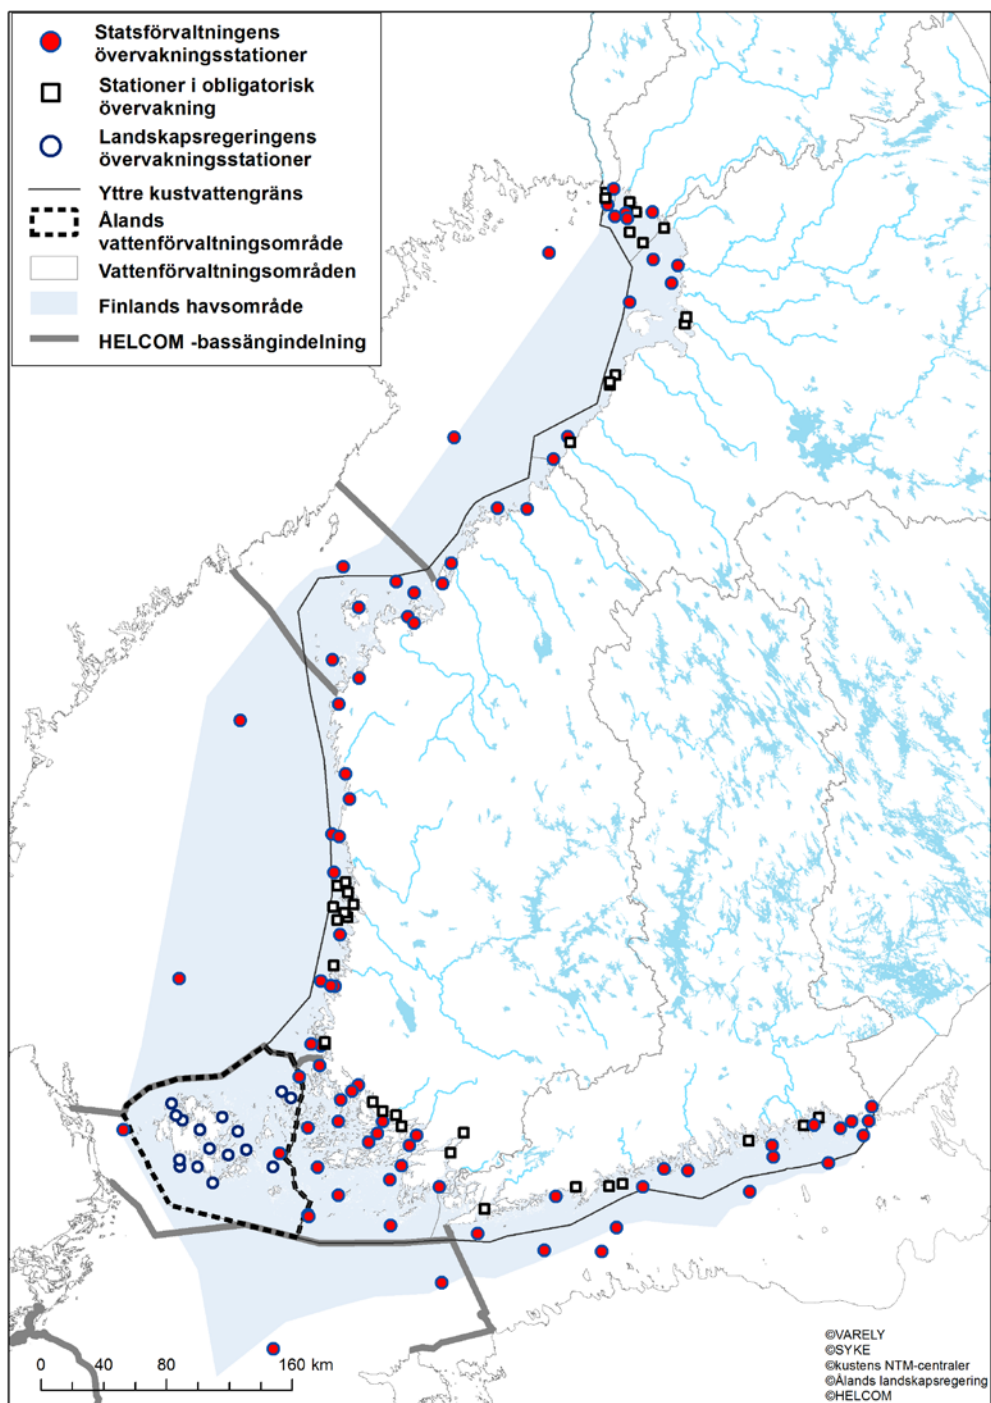 Statsförvaltningens
övervakningsstationer
Stationer i obligatorisk
övervakning
Landskapsregeringens
övervakningsstationer
Yttre kustvattengräns
Ålands
vattenförvaltningsområde
Vattenförvaltningsområden
Finlands havsområde
HELCOM -bassängindelning
0 40 80 160 km
©VARELY
©SYKE
©kustens NTM-centraler
©Ålands landskapsregering
©HELCOM